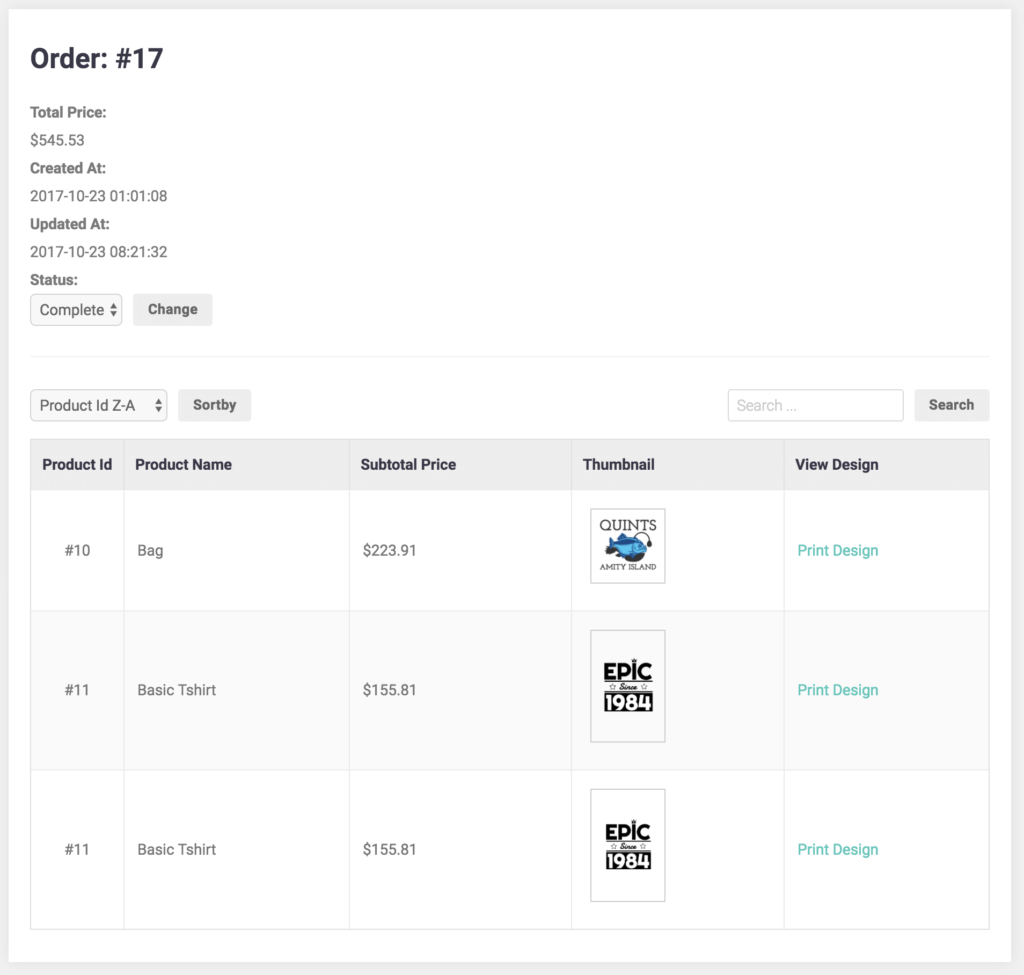 Order: #17
Total Price:
$545.53
Created At:
2017-10-23 01:01:08
Updated At:
2017-10-23 08:21:32
Status:
Complete Change
Product Id Z-A Sortby Search ... Search
Product Id Product Name Subtotal Price Thumbnail View Design
QUINTS
#10 Bag $223.91 Print Design
AMITY ISLAND
EPIC
Since
#11 Basic Tshirt $155.81 Print Design
1984
EPIC
Since
#11 Basic Tshirt $155.81 Print Design
1984